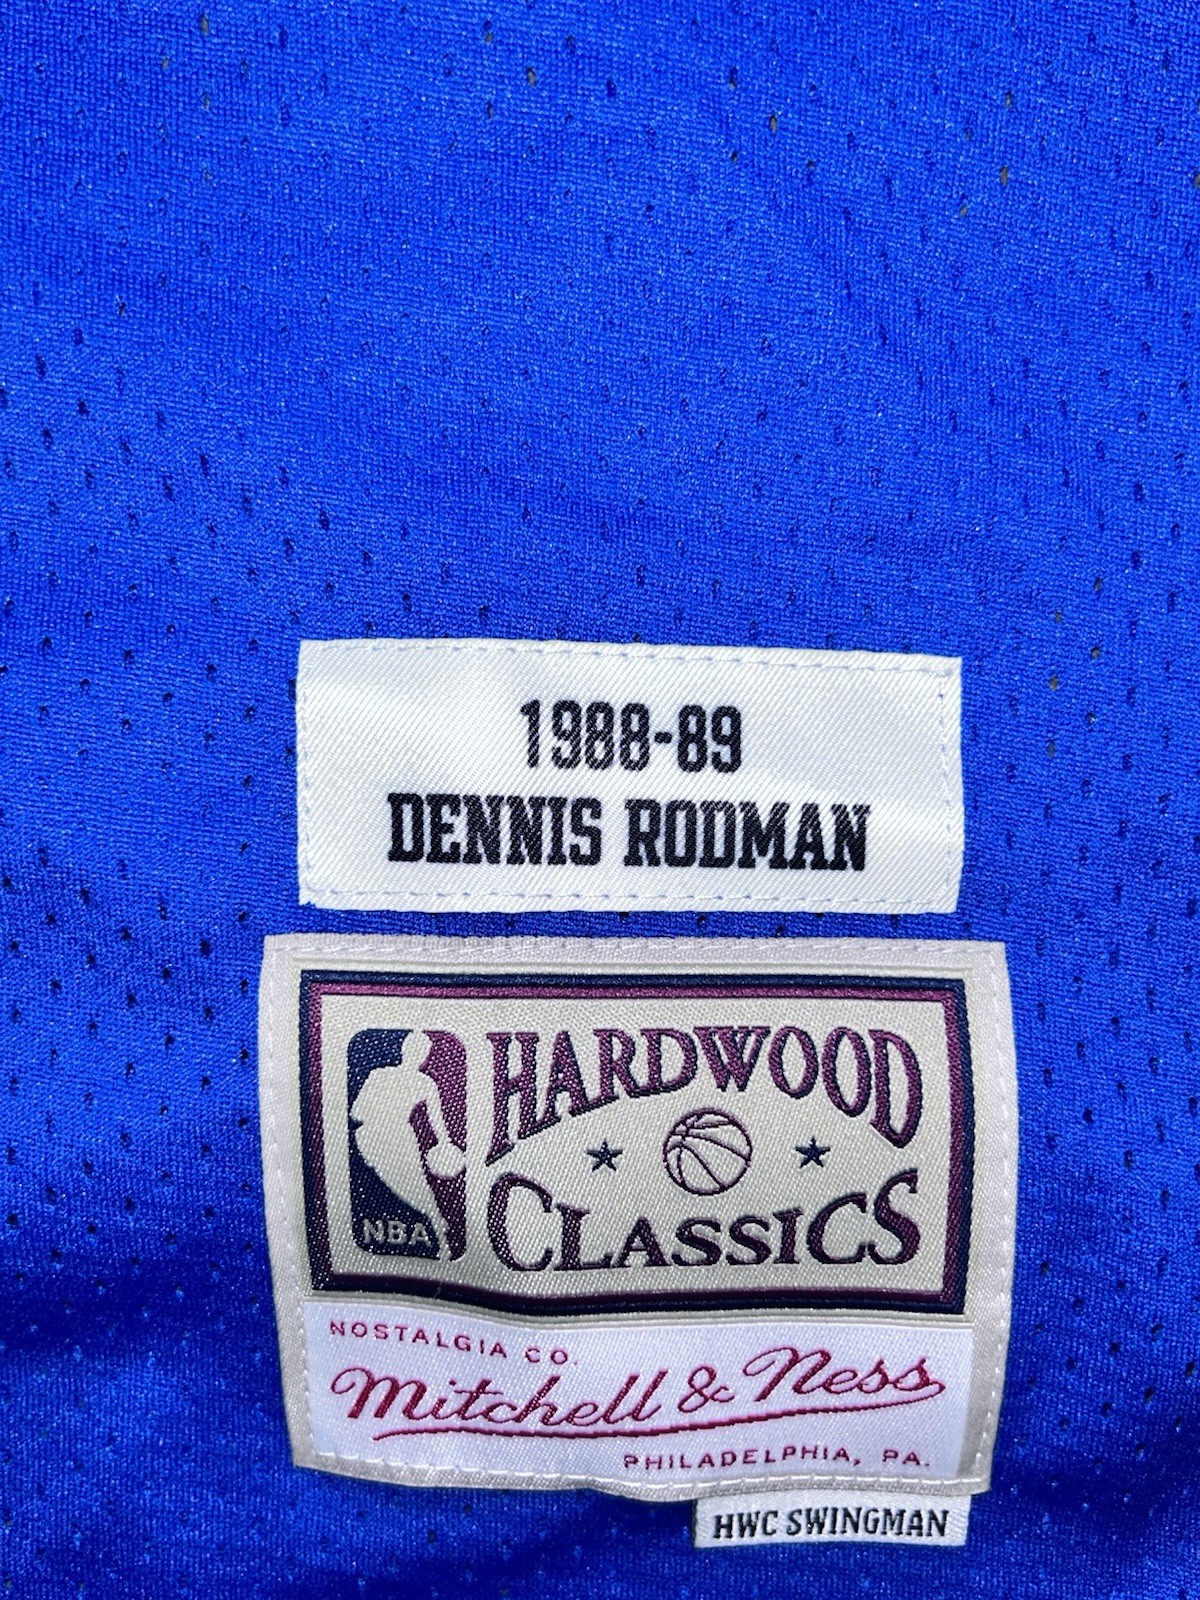 1988-89
DENNIS RODMAN
HARDWOOD
CLASSICS
NBA
NOSTALGIA CO.
Mitchell & Ness
PHILADELPHIA, PA.
HWC SWINGMAN